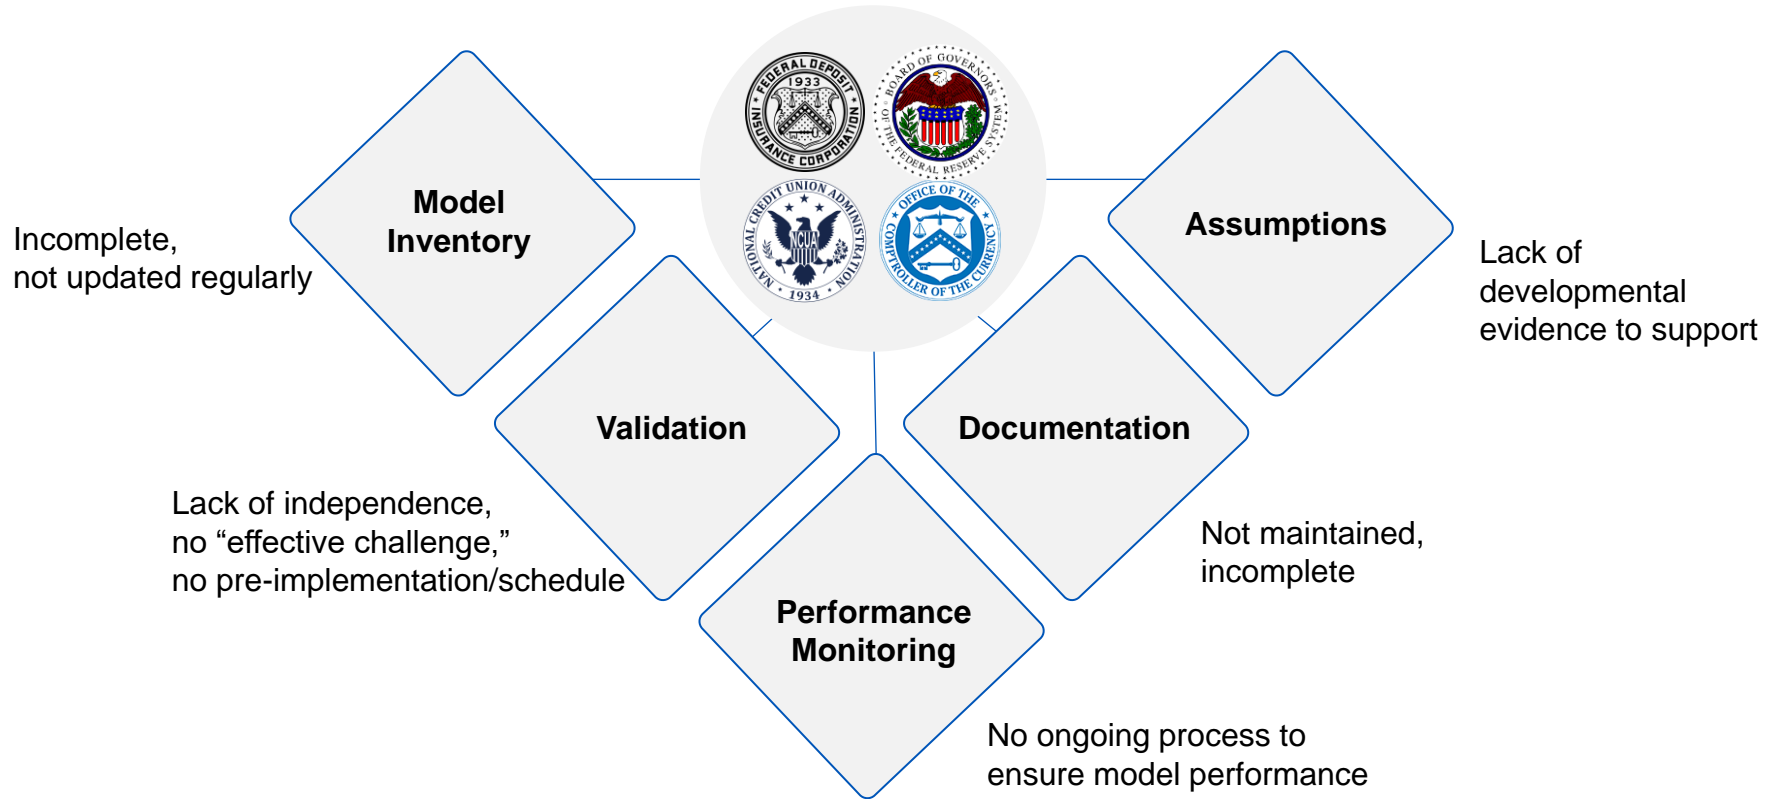 FEDERAL DEPOSIT INSURANCE CORPORATION
1933
BOARD OF GOVERNORS OF THE FEDERAL RESERVE SYSTEM
NATIONAL CREDIT UNION ADMINISTRATION
NCUA
1934
OFFICE OF THE COMPTROLLER OF THE CURRENCY
Model
Inventory
Incomplete,
not updated regularly
Validation
Lack of independence,
no “effective challenge,”
no pre-implementation/schedule
Performance
Monitoring
No ongoing process to
ensure model performance
Documentation
Not maintained,
incomplete
Assumptions
Lack of
developmental
evidence to support